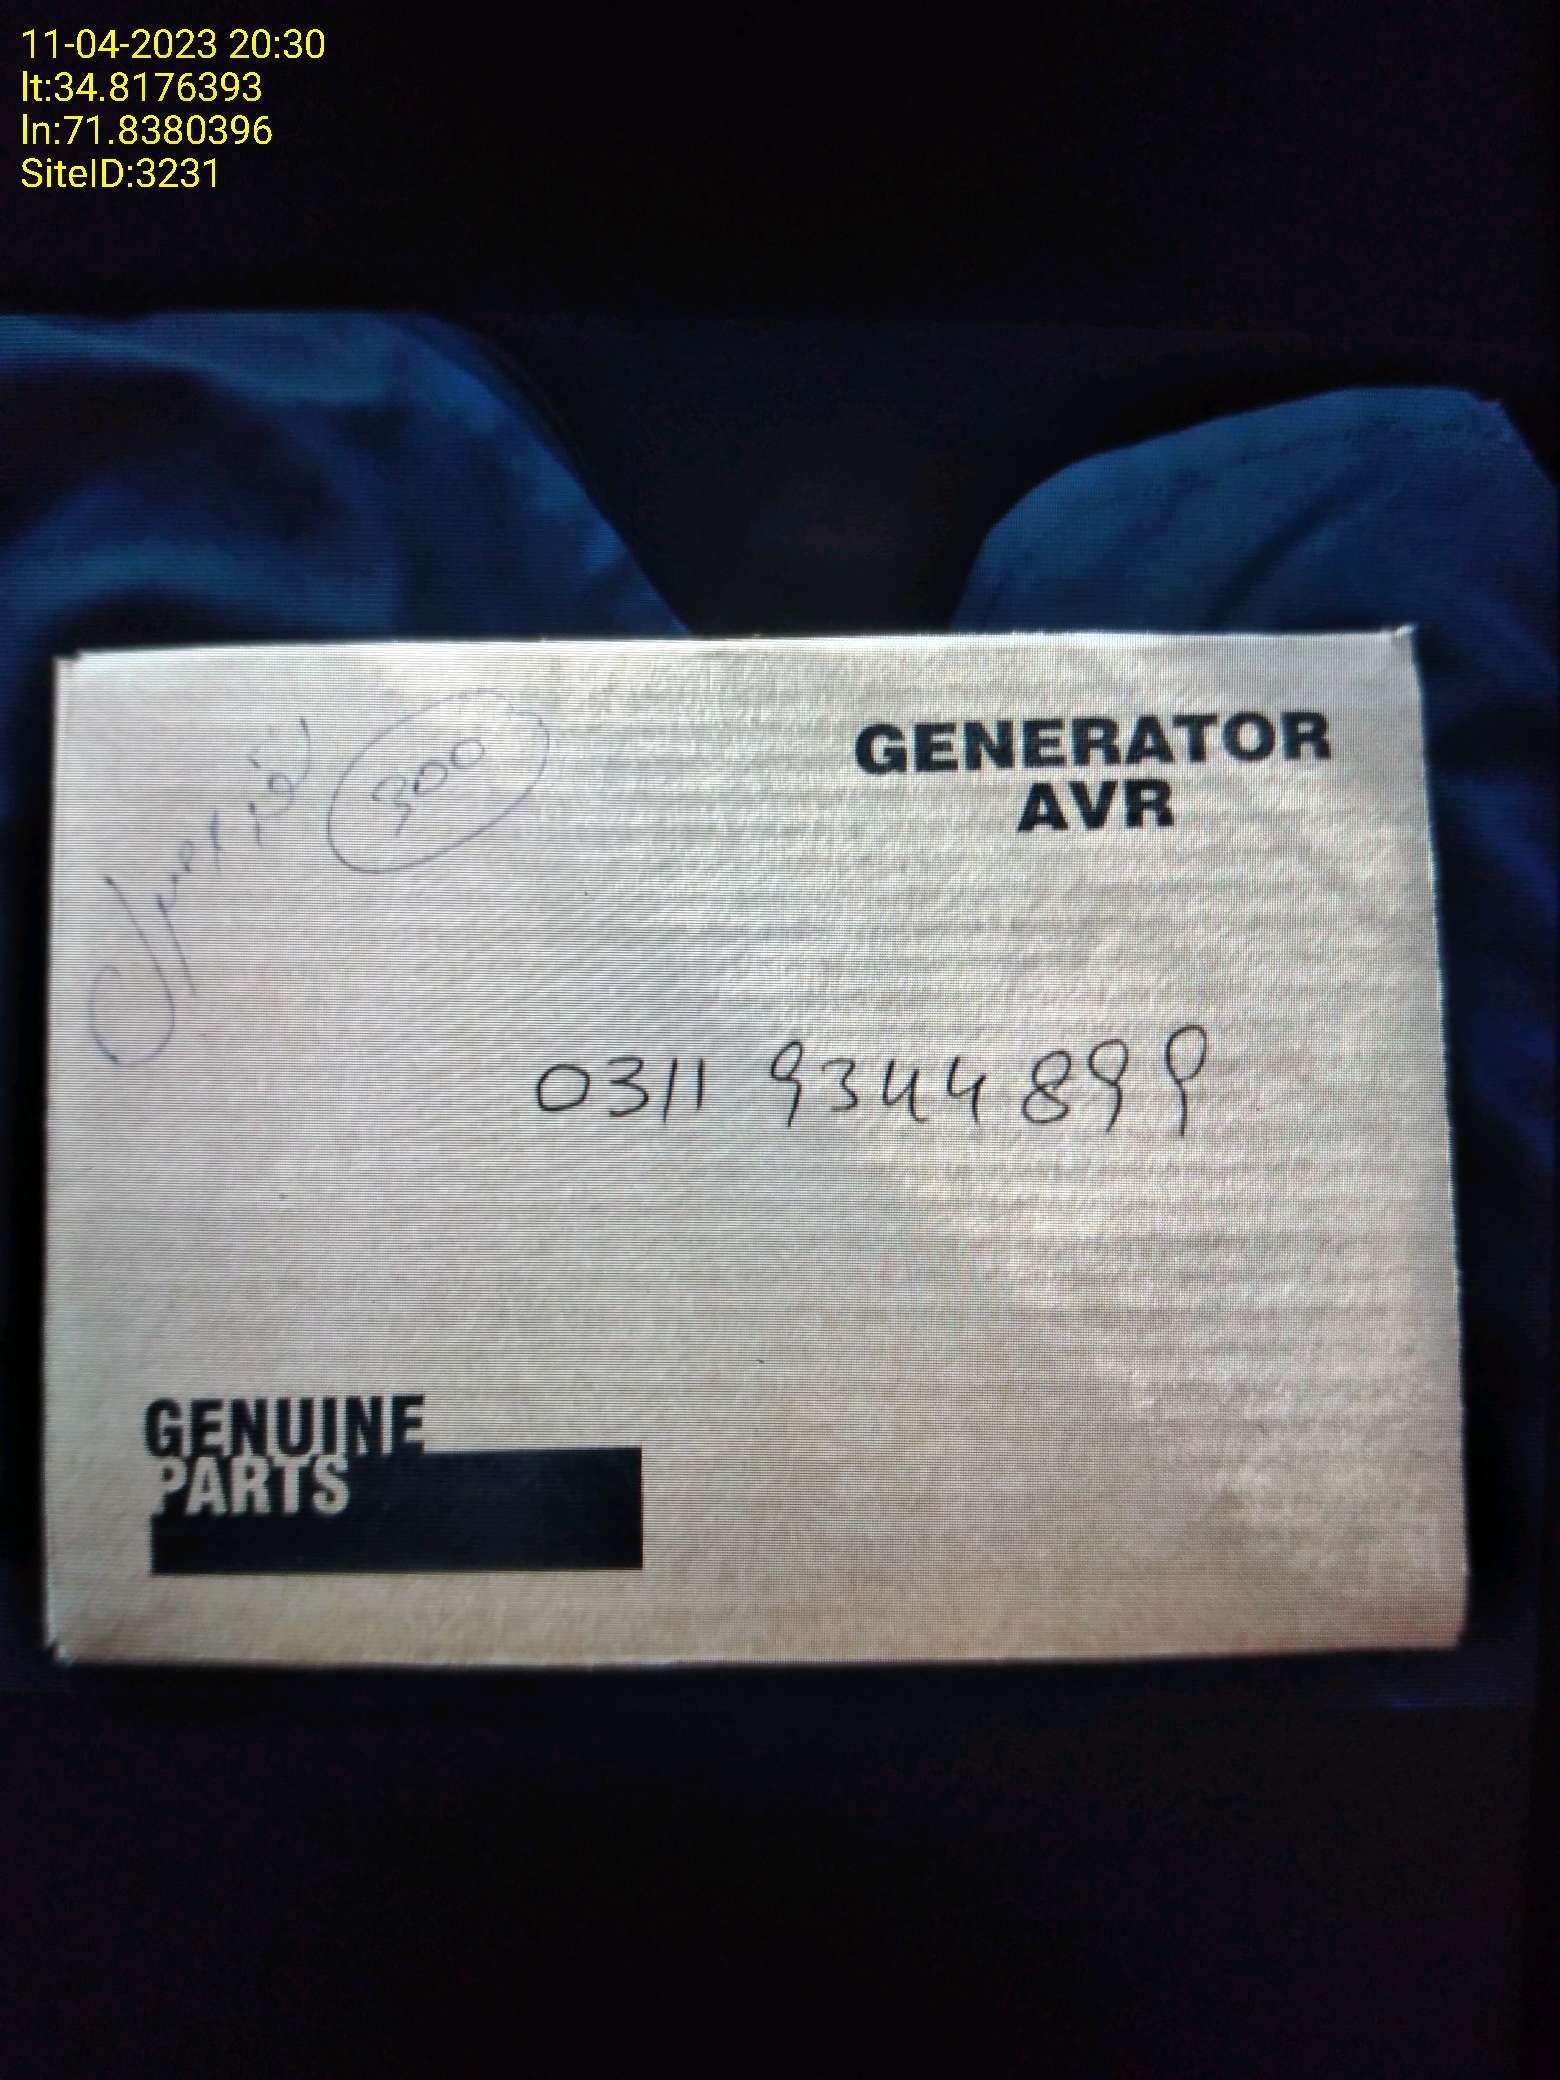 11-04-2023 20:30
lt:34.8176393
ln:71.8380396
SiteID:3231
300
GENERATOR
AVR
0311 9344899
GENUINE
PARTS